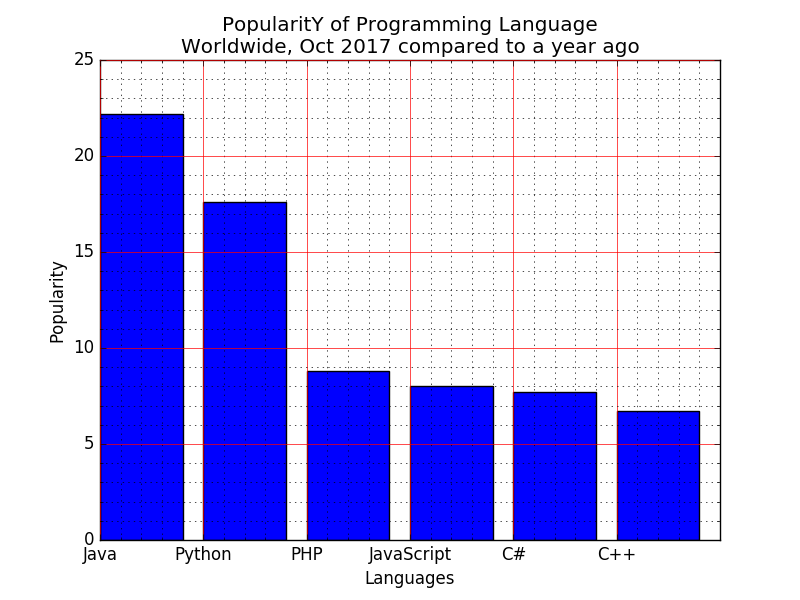 PopularitY of Programming Language
Worldwide, Oct 2017 compared to a year ago
25
20
15
10
5
0
Popularity
Java Python PHP JavaScript C# C++
Languages